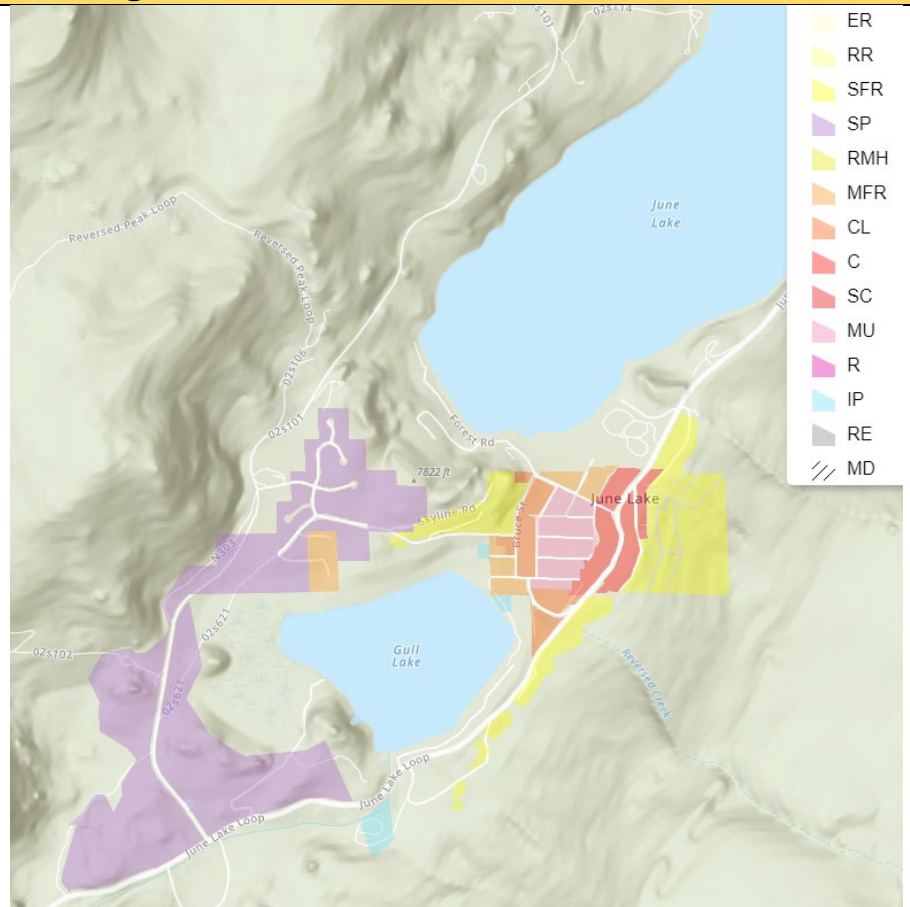 02s107
02s114
ER
RR
SFR
SP
RMH
MFR
CL
C
SC
MU
R
IP
RE
MD
June
Lake
Reversed Peak Loop
Reversed Peak Loop
02s106
02s101
Forest Rd
7822 ft
June Lake
Skyline Rd
Bruce St
N303
02s621
Gull
Lake
02s102
02s621
Reversed Creek
June Lake Loop
June Lake Loop